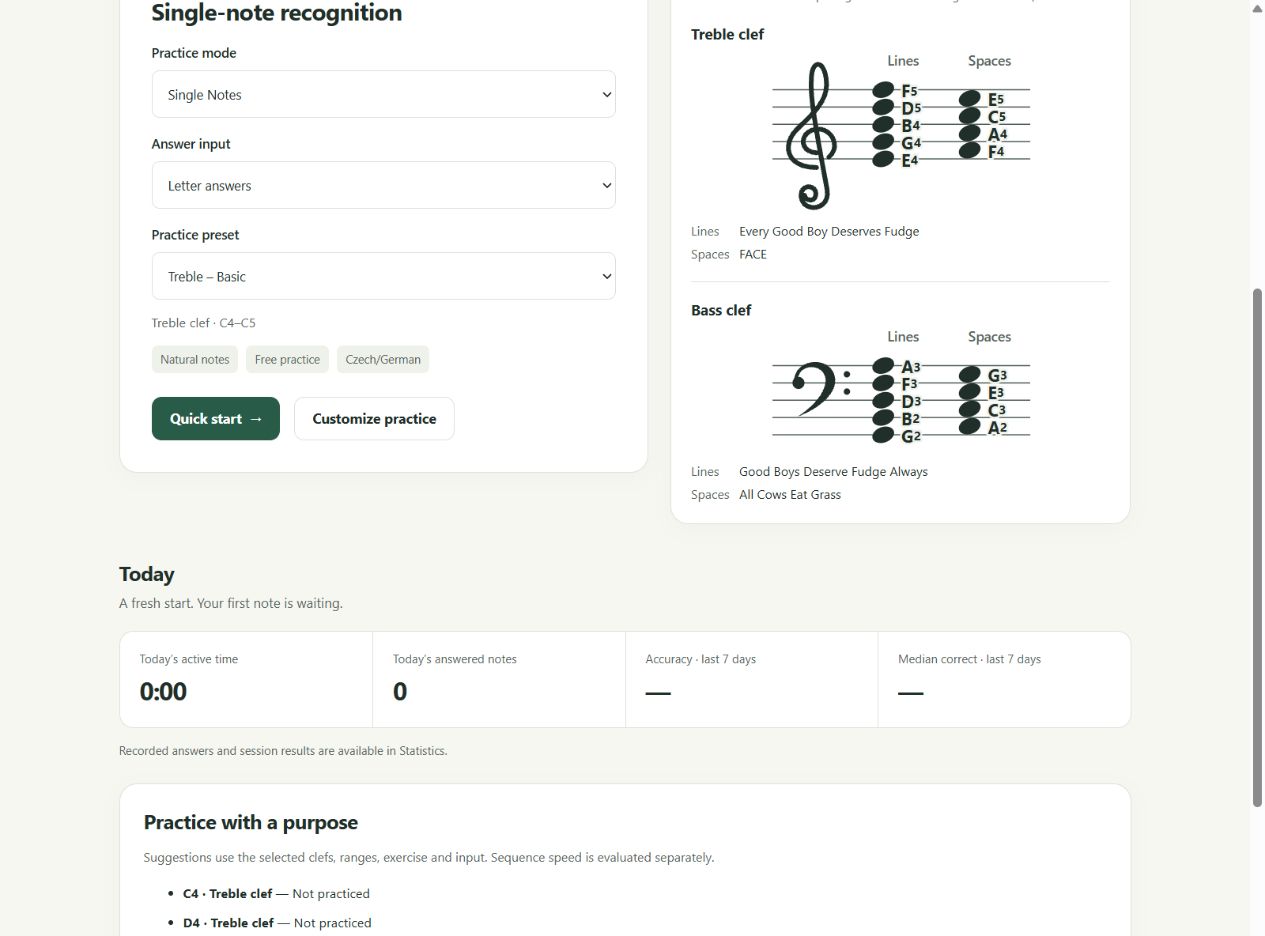 Single-note recognition
Practice mode
Single Notes
Answer input
Letter answers
Practice preset
Treble – Basic
Treble clef · C4–C5
Natural notes Free practice Czech/German
Quick start → Customize practice
Treble clef
Lines Spaces
F5
E5
D5
C5
B4
A4
G4
F4
E4
Lines Every Good Boy Deserves Fudge
Spaces FACE
Bass clef
Lines Spaces
A3
G3
F3
E3
D3
C3
B2
A2
G2
Lines Good Boys Deserve Fudge Always
Spaces All Cows Eat Grass
Today
A fresh start. Your first note is waiting.
Today's active time
0:00
Today's answered notes
0
Accuracy · last 7 days
—
Median correct · last 7 days
—
Recorded answers and session results are available in Statistics.
Practice with a purpose
Suggestions use the selected clefs, ranges, exercise and input. Sequence speed is evaluated separately.
• C4 · Treble clef — Not practiced
• D4 · Treble clef — Not practiced